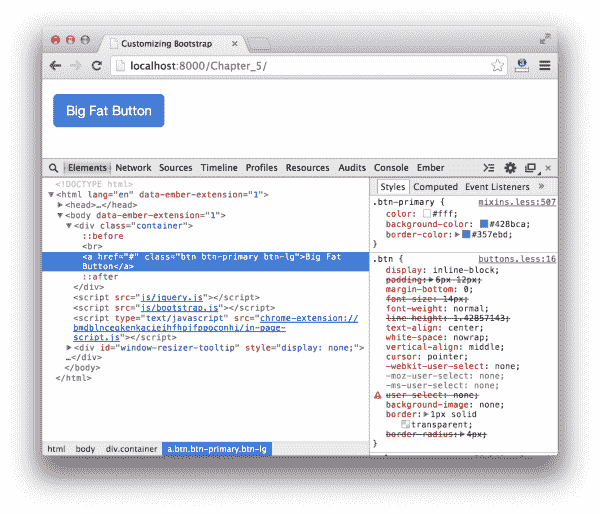 Customizing Bootstrap
localhost:8000/Chapter_5/
Big Fat Button
Elements Network Sources Timeline Profiles Resources Audits Console Ember
<!DOCTYPE html>
<html lang="en" data-ember-extension="1">
<head>…</head>
<body data-ember-extension="1">
<div class="container">
::before
<br>
<a href="#" class="btn btn-primary btn-lg">Big Fat
Button</a>
::after
</div>
<script src="js/jquery.js"></script>
<script src="js/bootstrap.js"></script>
<script type="text/javascript" src="chrome-extension://
script.js"></script>
<div id="window-resizer-tooltip" style="display: none;">
…</div>
</body>
</html>
html body div.container a.btn.btn-primary.btn-lg
Styles Computed Event Listeners »
.btn-primary { mixins.less:507
color: #fff;
background-color: #428bca;
border-color: #357ebd;
}
.btn { buttons.less:16
display: inline-block;
padding: 6px 12px;
margin-bottom: 0;
font-size: 14px;
font-weight: normal;
line-height: 1.42857143;
text-align: center;
white-space: nowrap;
vertical-align: middle;
cursor: pointer;
-webkit-user-select: none;
-moz-user-select: none;
-ms-user-select: none;
user-select: none;
background-image: none;
border: 1px solid
transparent;
border-radius: 4px;
}